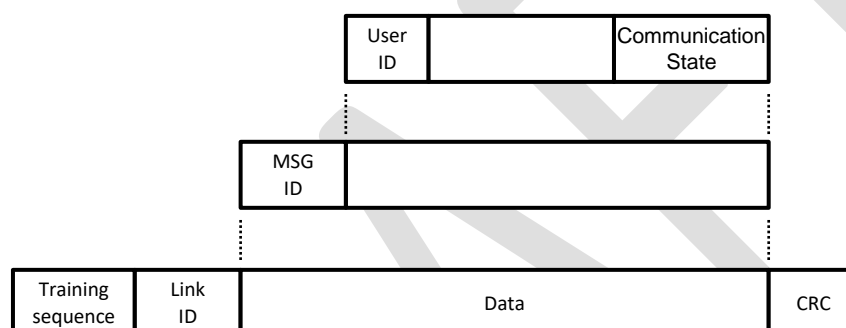 User
ID
Communication
State
MSG
ID
Training
sequence
Link
ID
Data
CRC